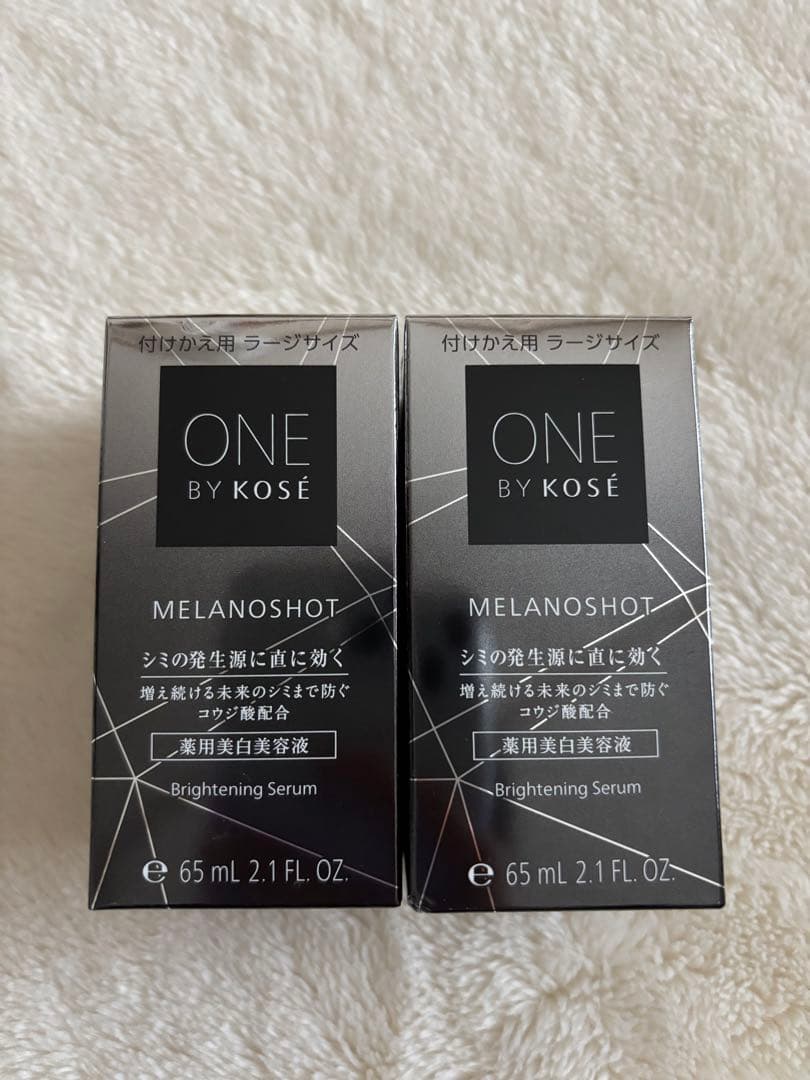 付けかえ用 ラージサイズ
ONE
BY KOSÉ
MELANOSHOT
シミの発生源に直に効く
増え続ける未来のシミまで防ぐ
コウジ酸配合
薬用美白美容液
Brightening Serum
℮ 65 mL 2.1 FL. OZ.
付けかえ用 ラージサイズ
ONE
BY KOSÉ
MELANOSHOT
シミの発生源に直に効く
増え続ける未来のシミまで防ぐ
コウジ酸配合
薬用美白美容液
Brightening Serum
℮ 65 mL 2.1 FL. OZ.